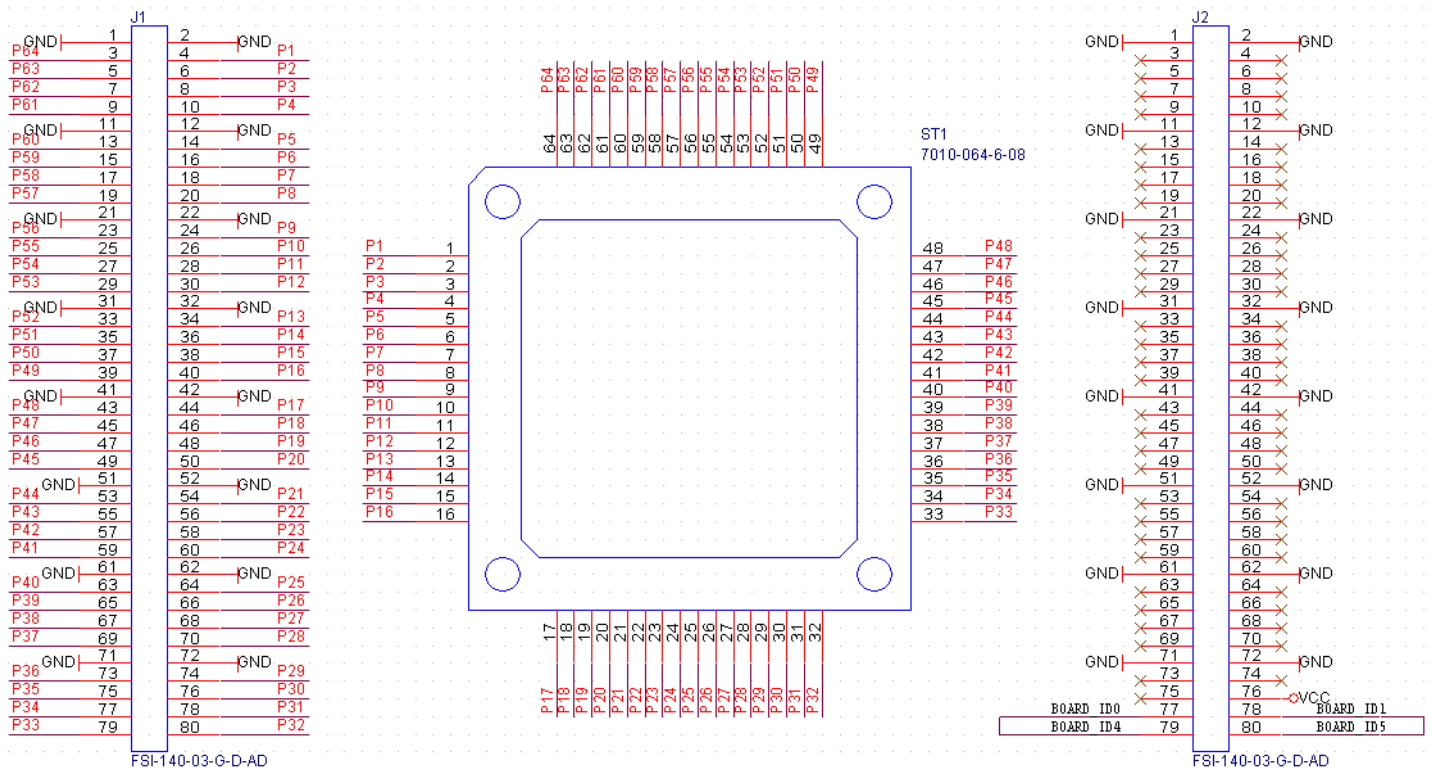 J1
GND 1 2 GND
P64 3 4 P1
P63 5 6 P2
P62 7 8 P3
P61 9 10 P4
GND 11 12 GND
P60 13 14 P5
P59 15 16 P6
P58 17 18 P7
P57 19 20 P8
GND 21 22 GND
P56 23 24 P9
P55 25 26 P10
P54 27 28 P11
P53 29 30 P12
GND 31 32 GND
P52 33 34 P13
P51 35 36 P14
P50 37 38 P15
P49 39 40 P16
GND 41 42 GND
P48 43 44 P17
P47 45 46 P18
P46 47 48 P19
P45 49 50 P20
GND 51 52 GND
P44 53 54 P21
P43 55 56 P22
P42 57 58 P23
P41 59 60 P24
GND 61 62 GND
P40 63 64 P25
P39 65 66 P26
P38 67 68 P27
P37 69 70 P28
GND 71 72 GND
P36 73 74 P29
P35 75 76 P30
P34 77 78 P31
P33 79 80 P32
FSI-140-03-G-D-AD
P64 P63 P62 P61 P60 P59 P58 P57 P56 P55 P54 P53 P52 P51 P50 P49
64 63 62 61 60 59 58 57 56 55 54 53 52 51 50 49
ST1
7010-064-6-08
P1 1 48 P48
P2 2 47 P47
P3 3 46 P46
P4 4 45 P45
P5 5 44 P44
P6 6 43 P43
P7 7 42 P42
P8 8 41 P41
P9 9 40 P40
P10 10 39 P39
P11 11 38 P38
P12 12 37 P37
P13 13 36 P36
P14 14 35 P35
P15 15 34 P34
P16 16 33 P33
17 18 19 20 21 22 23 24 25 26 27 28 29 30 31 32
P17 P18 P19 P20 P21 P22 P23 P24 P25 P26 P27 P28 P29 P30 P31 P32
J2
GND 1 2 GND
3 4
5 6
7 8
9 10
GND 11 12 GND
13 14
15 16
17 18
19 20
GND 21 22 GND
23 24
25 26
27 28
29 30
GND 31 32 GND
33 34
35 36
37 38
39 40
GND 41 42 GND
43 44
45 46
47 48
49 50
GND 51 52 GND
53 54
55 56
57 58
59 60
GND 61 62 GND
63 64
65 66
67 68
69 70
GND 71 72 GND
73 74
75 76 VCC
BOARD ID0 77 78 BOARD ID1
BOARD ID4 79 80 BOARD ID5
FSI-140-03-G-D-AD